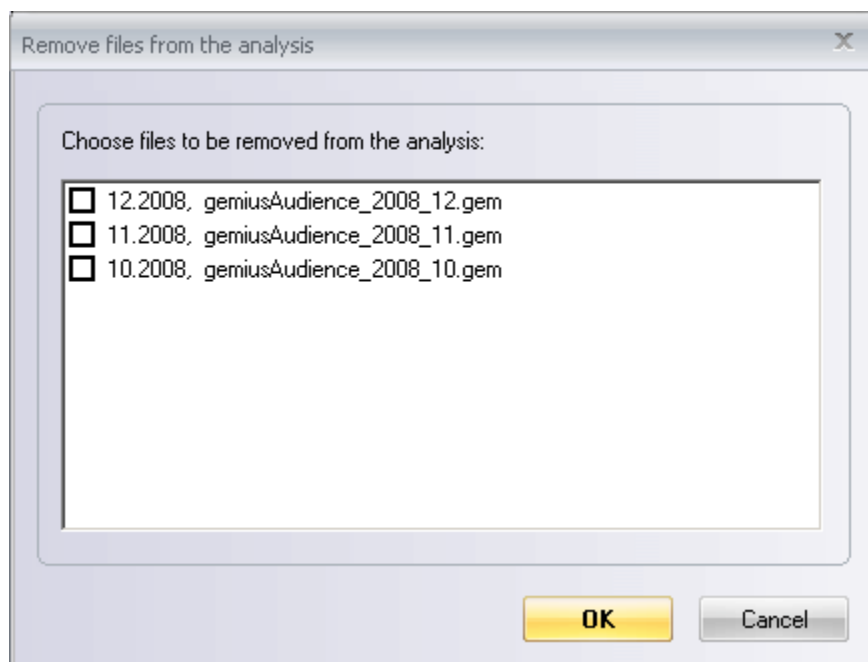 Remove files from the analysis
Choose files to be removed from the analysis:
12.2008, gemiusAudience_2008_12.gem
11.2008, gemiusAudience_2008_11.gem
10.2008, gemiusAudience_2008_10.gem
OK Cancel